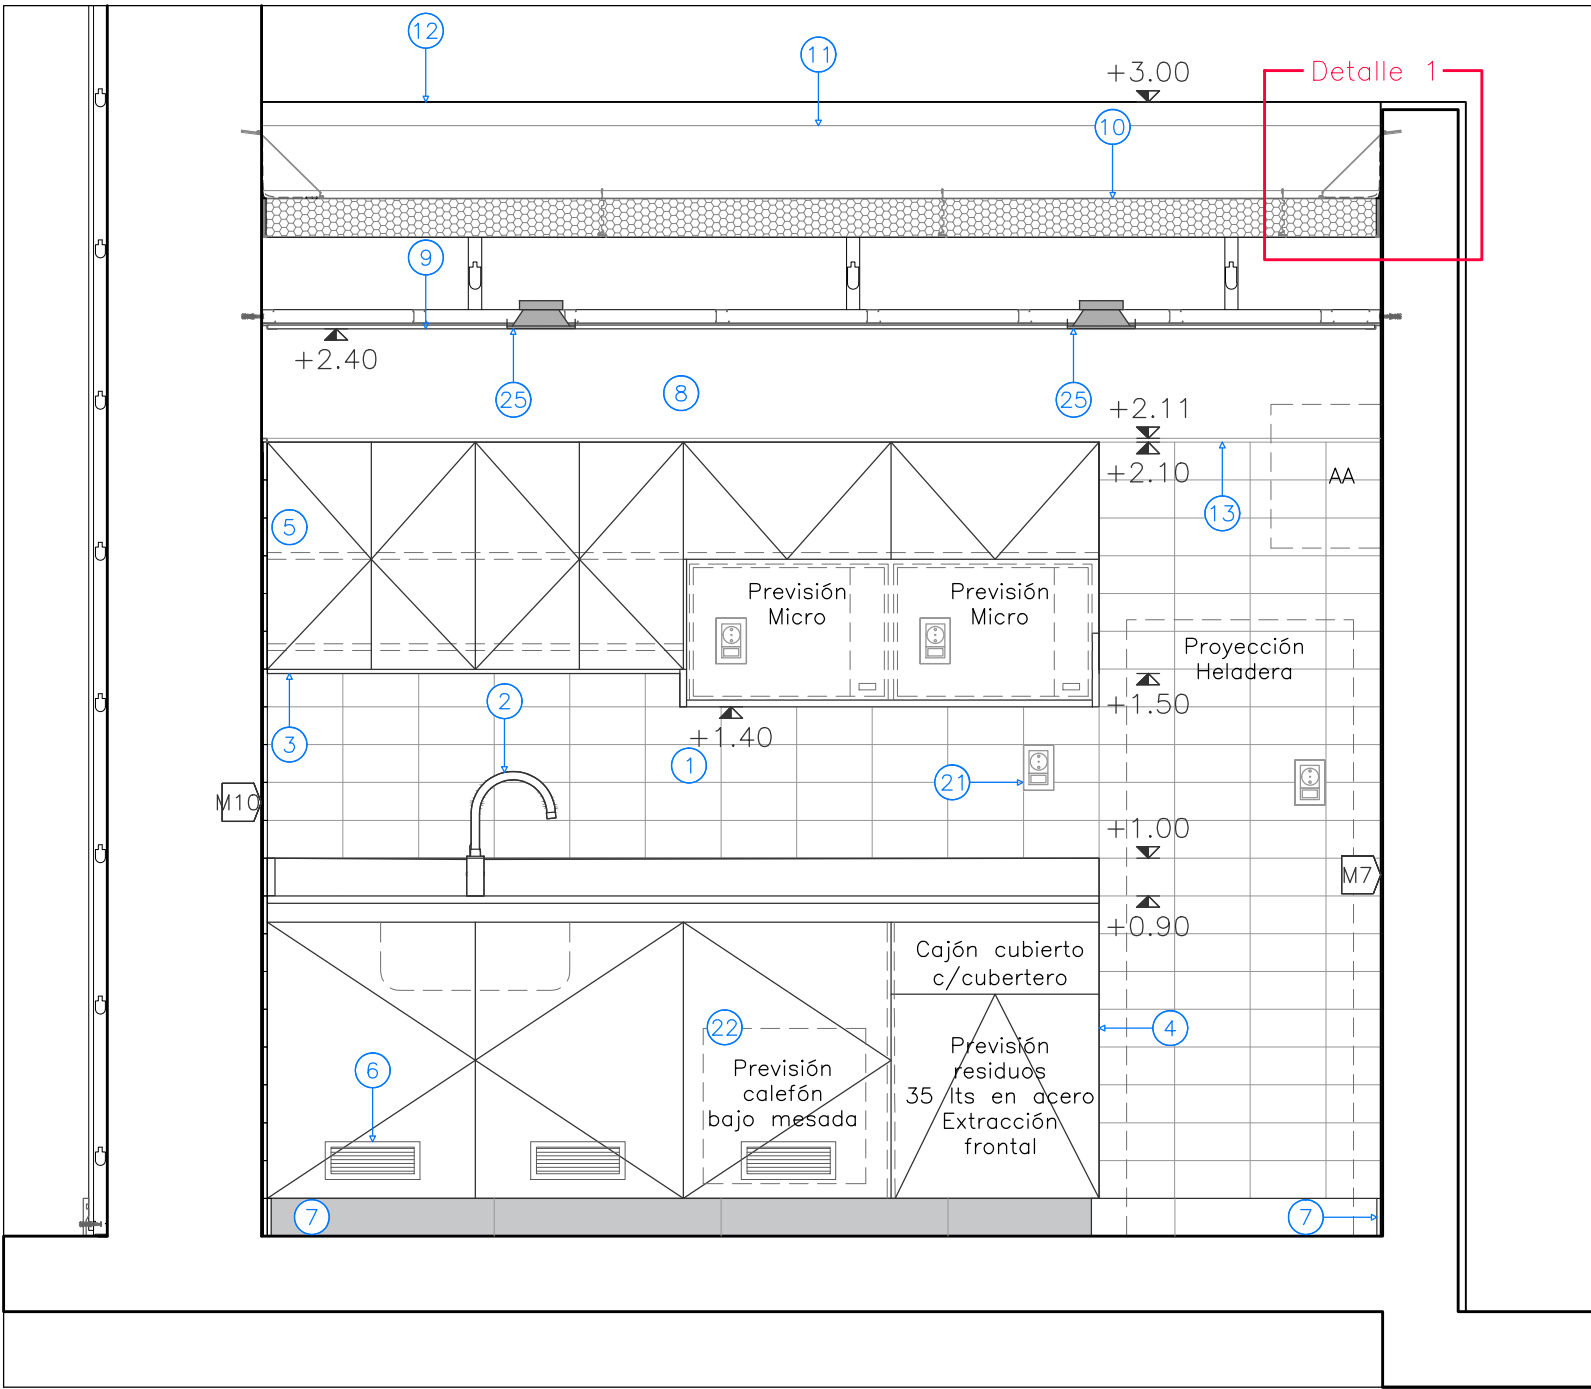 12
11
+3.00
Detalle 1
10
9
+2.40
25
8
25
+2.11
+2.10
AA
13
5
Previsión
Micro
Previsión
Micro
Proyección
Heladera
2
+1.50
3
+1.40
1
21
M10
+1.00
M7
+0.90
Cajón cubierto
c/cubertero
22
4
Previsión
calefón
bajo mesada
Previsión
residuos
35 lts en acero
Extracción
frontal
6
7
7